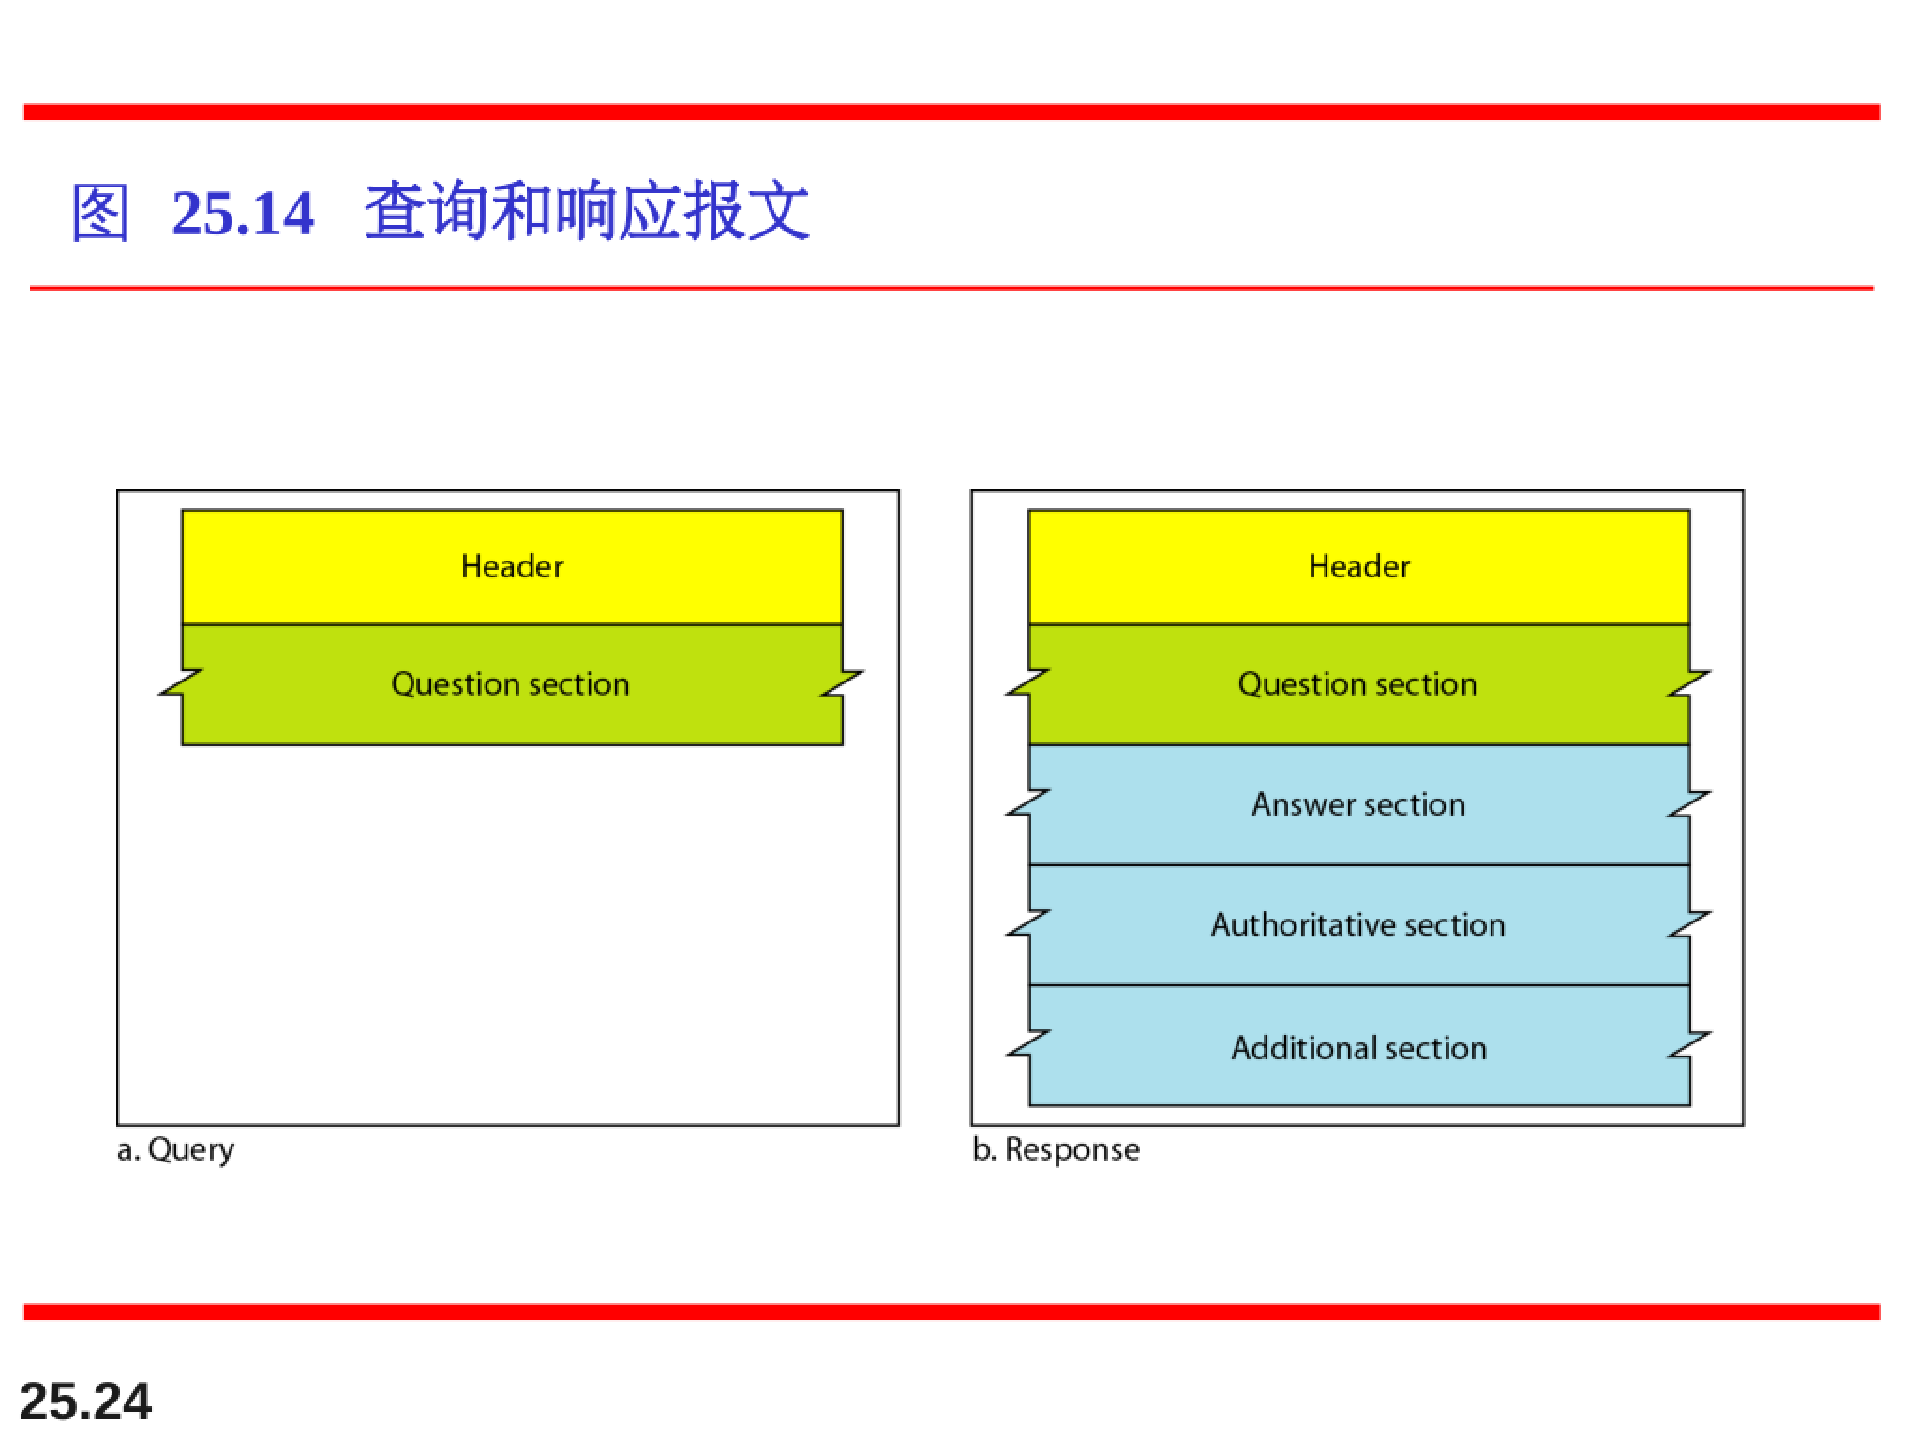 图 25.14 查询和响应报文
Header
Question section
a. Query
Header
Question section
Answer section
Authoritative section
Additional section
b. Response
25.24